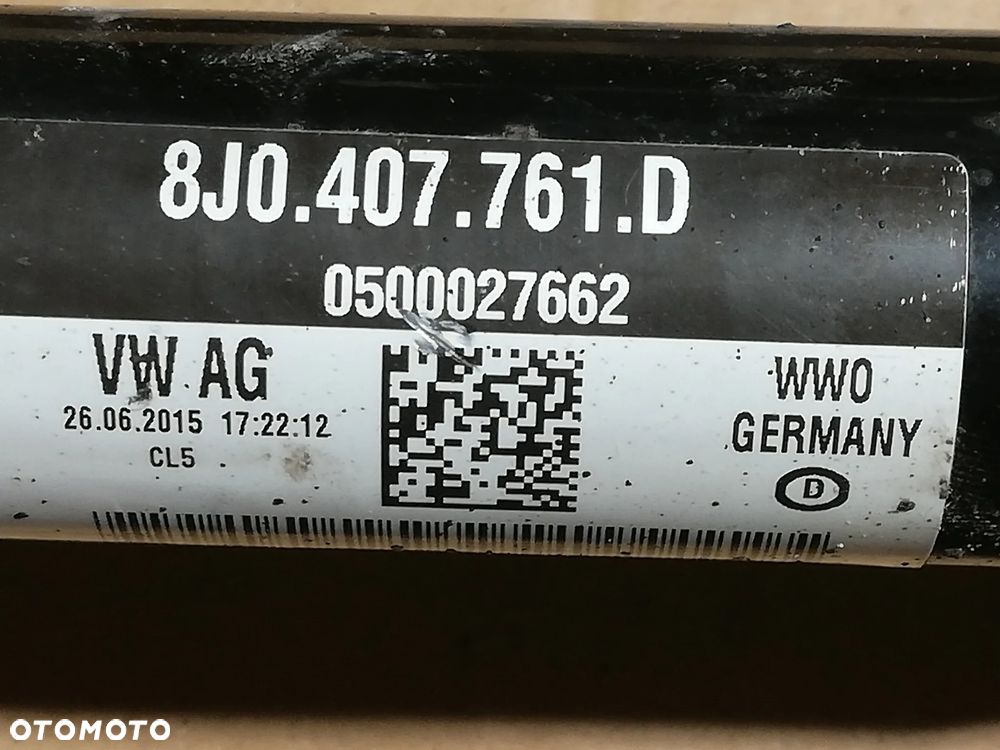 8J0.407.761.D
0500027662
VW AG
26.06.2015 17:22:12
CL5
WWO
GERMANY
D
OTOMOTO